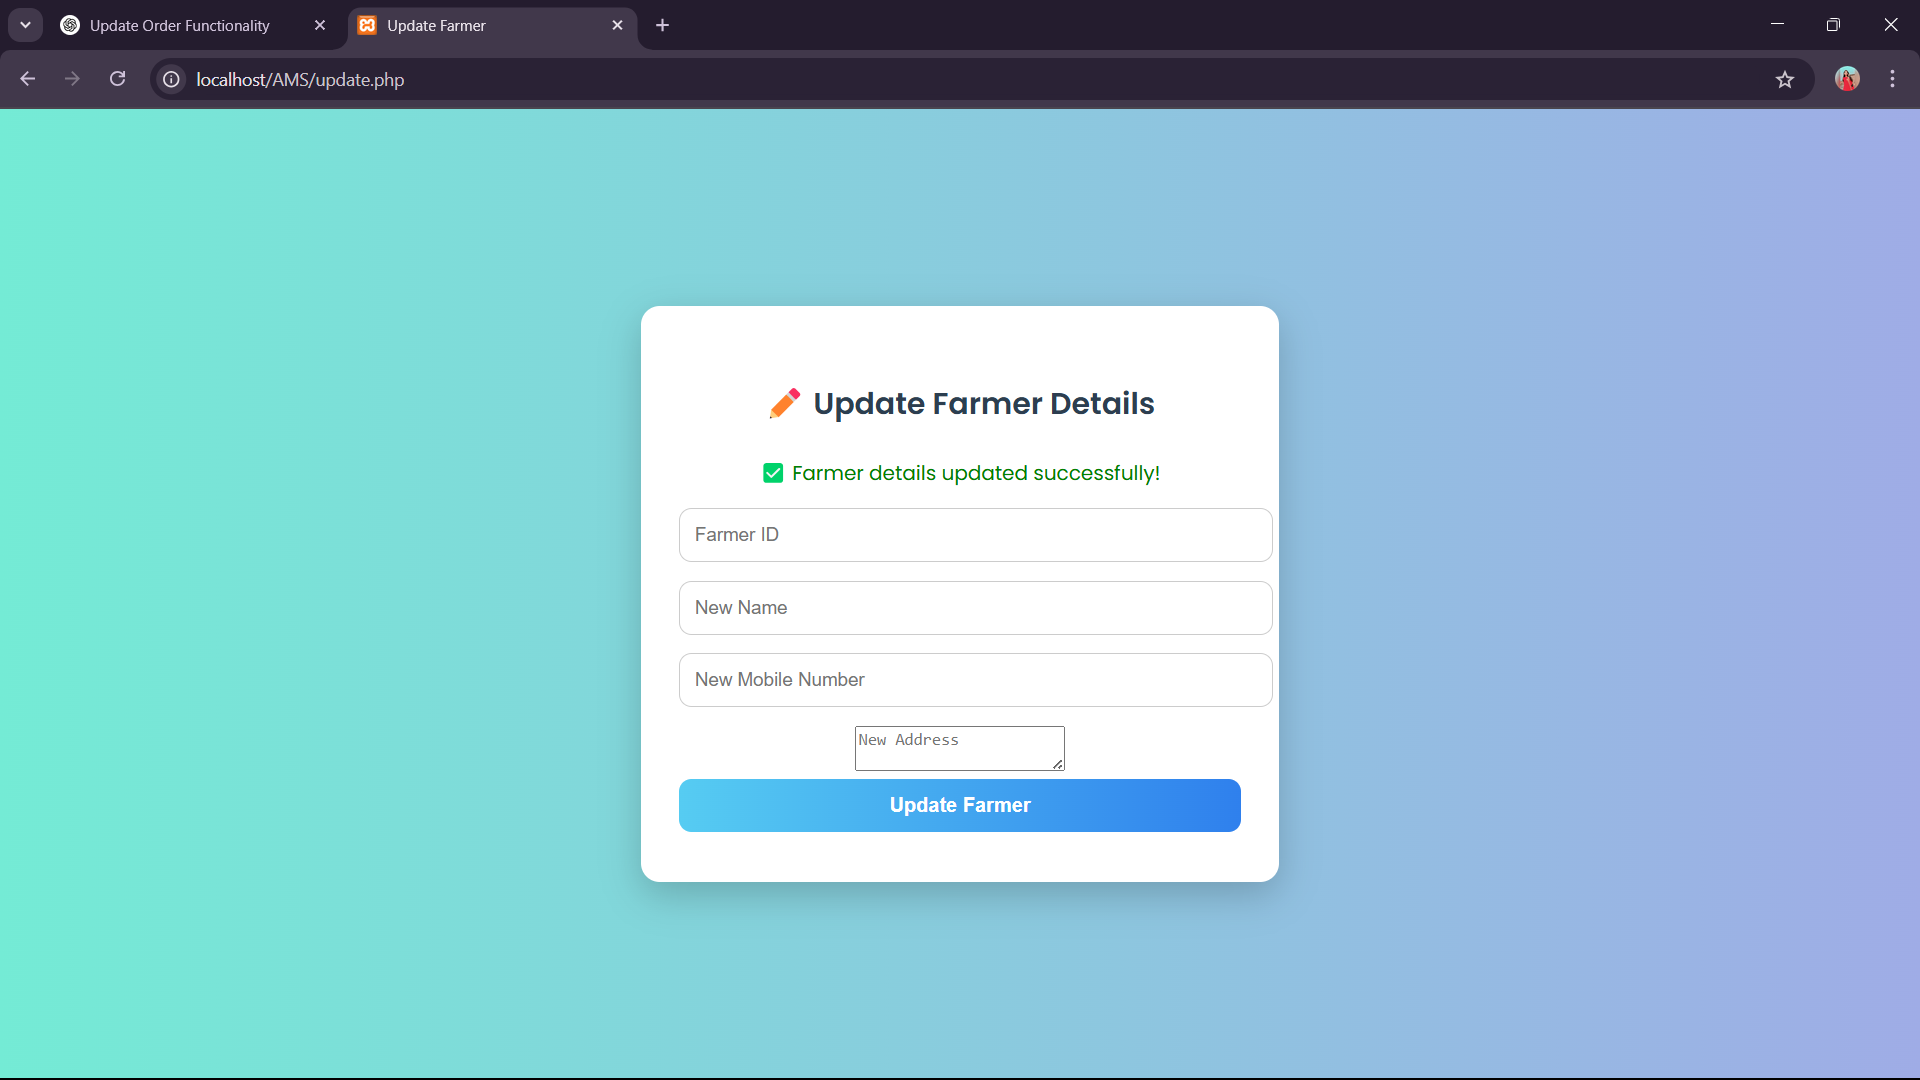 Update Order Functionality
Update Farmer
localhost/AMS/update.php
Update Farmer Details
Farmer details updated successfully!
Farmer ID
New Name
New Mobile Number
New Address
Update Farmer